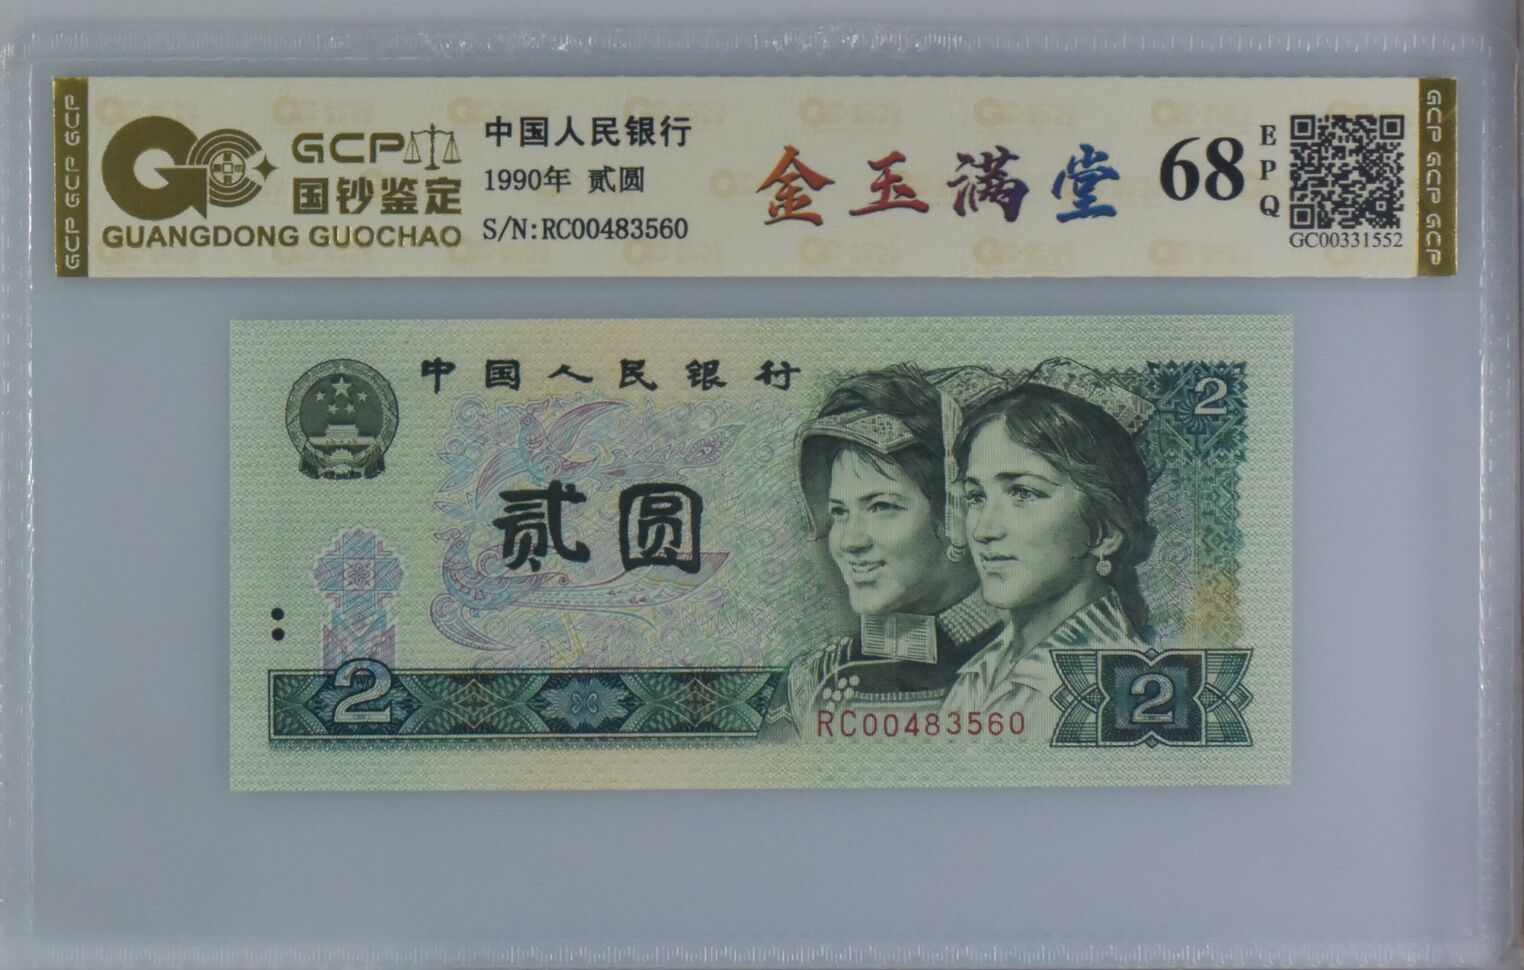 GCP
国钞鉴定
GUANGDONG GUOCHAO
中国人民银行
1990年 贰圆
S/N:RC00483560
金玉满堂
68
EPQ
GC00331552
GCP GCP GCP
GCP GCP GCP
中国人民银行
2
贰圆
2
RC00483560
2